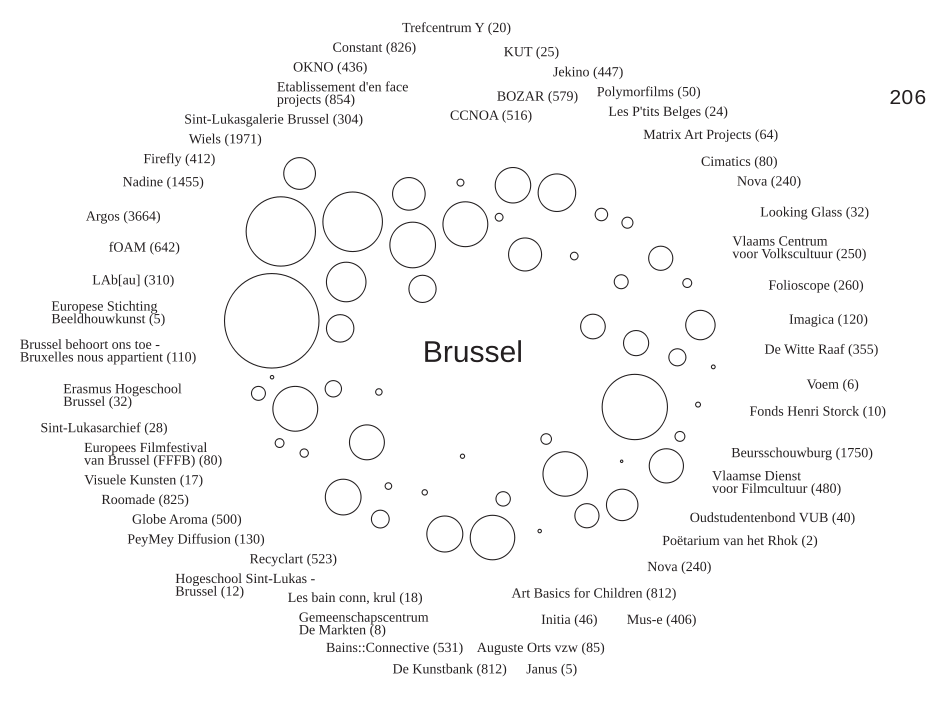 Trefcentrum Y (20)
Constant (826)
KUT (25)
OKNO (436)
Jekino (447)
Etablissement d'en face
projects (854)
BOZAR (579)
Polymorfilms (50)
206
CCNOA (516)
Les P'tits Belges (24)
Sint-Lukasgalerie Brussel (304)
Wiels (1971)
Matrix Art Projects (64)
Firefly (412)
Cimatics (80)
Nadine (1455)
Nova (240)
Argos (3664)
Looking Glass (32)
fOAM (642)
Vlaams Centrum
voor Volkscultuur (250)
LAb[au] (310)
Folioscope (260)
Europese Stichting
Beeldhouwkunst (5)
Imagica (120)
Brussel behoort ons toe -
Bruxelles nous appartient (110)
Brussel
De Witte Raaf (355)
Erasmus Hogeschool
Brussel (32)
Voem (6)
Fonds Henri Storck (10)
Sint-Lukasarchief (28)
Europees Filmfestival
van Brussel (FFFB) (80)
Beursschouwburg (1750)
Visuele Kunsten (17)
Vlaamse Dienst
voor Filmcultuur (480)
Roomade (825)
Globe Aroma (500)
Oudstudentenbond VUB (40)
PeyMey Diffusion (130)
Poëtarium van het Rhok (2)
Recyclart (523)
Nova (240)
Hogeschool Sint-Lukas -
Brussel (12)
Les bain conn, krul (18)
Art Basics for Children (812)
Gemeenschapscentrum
De Markten (8)
Initia (46)
Mus-e (406)
Bains::Connective (531)
Auguste Orts vzw (85)
De Kunstbank (812)
Janus (5)